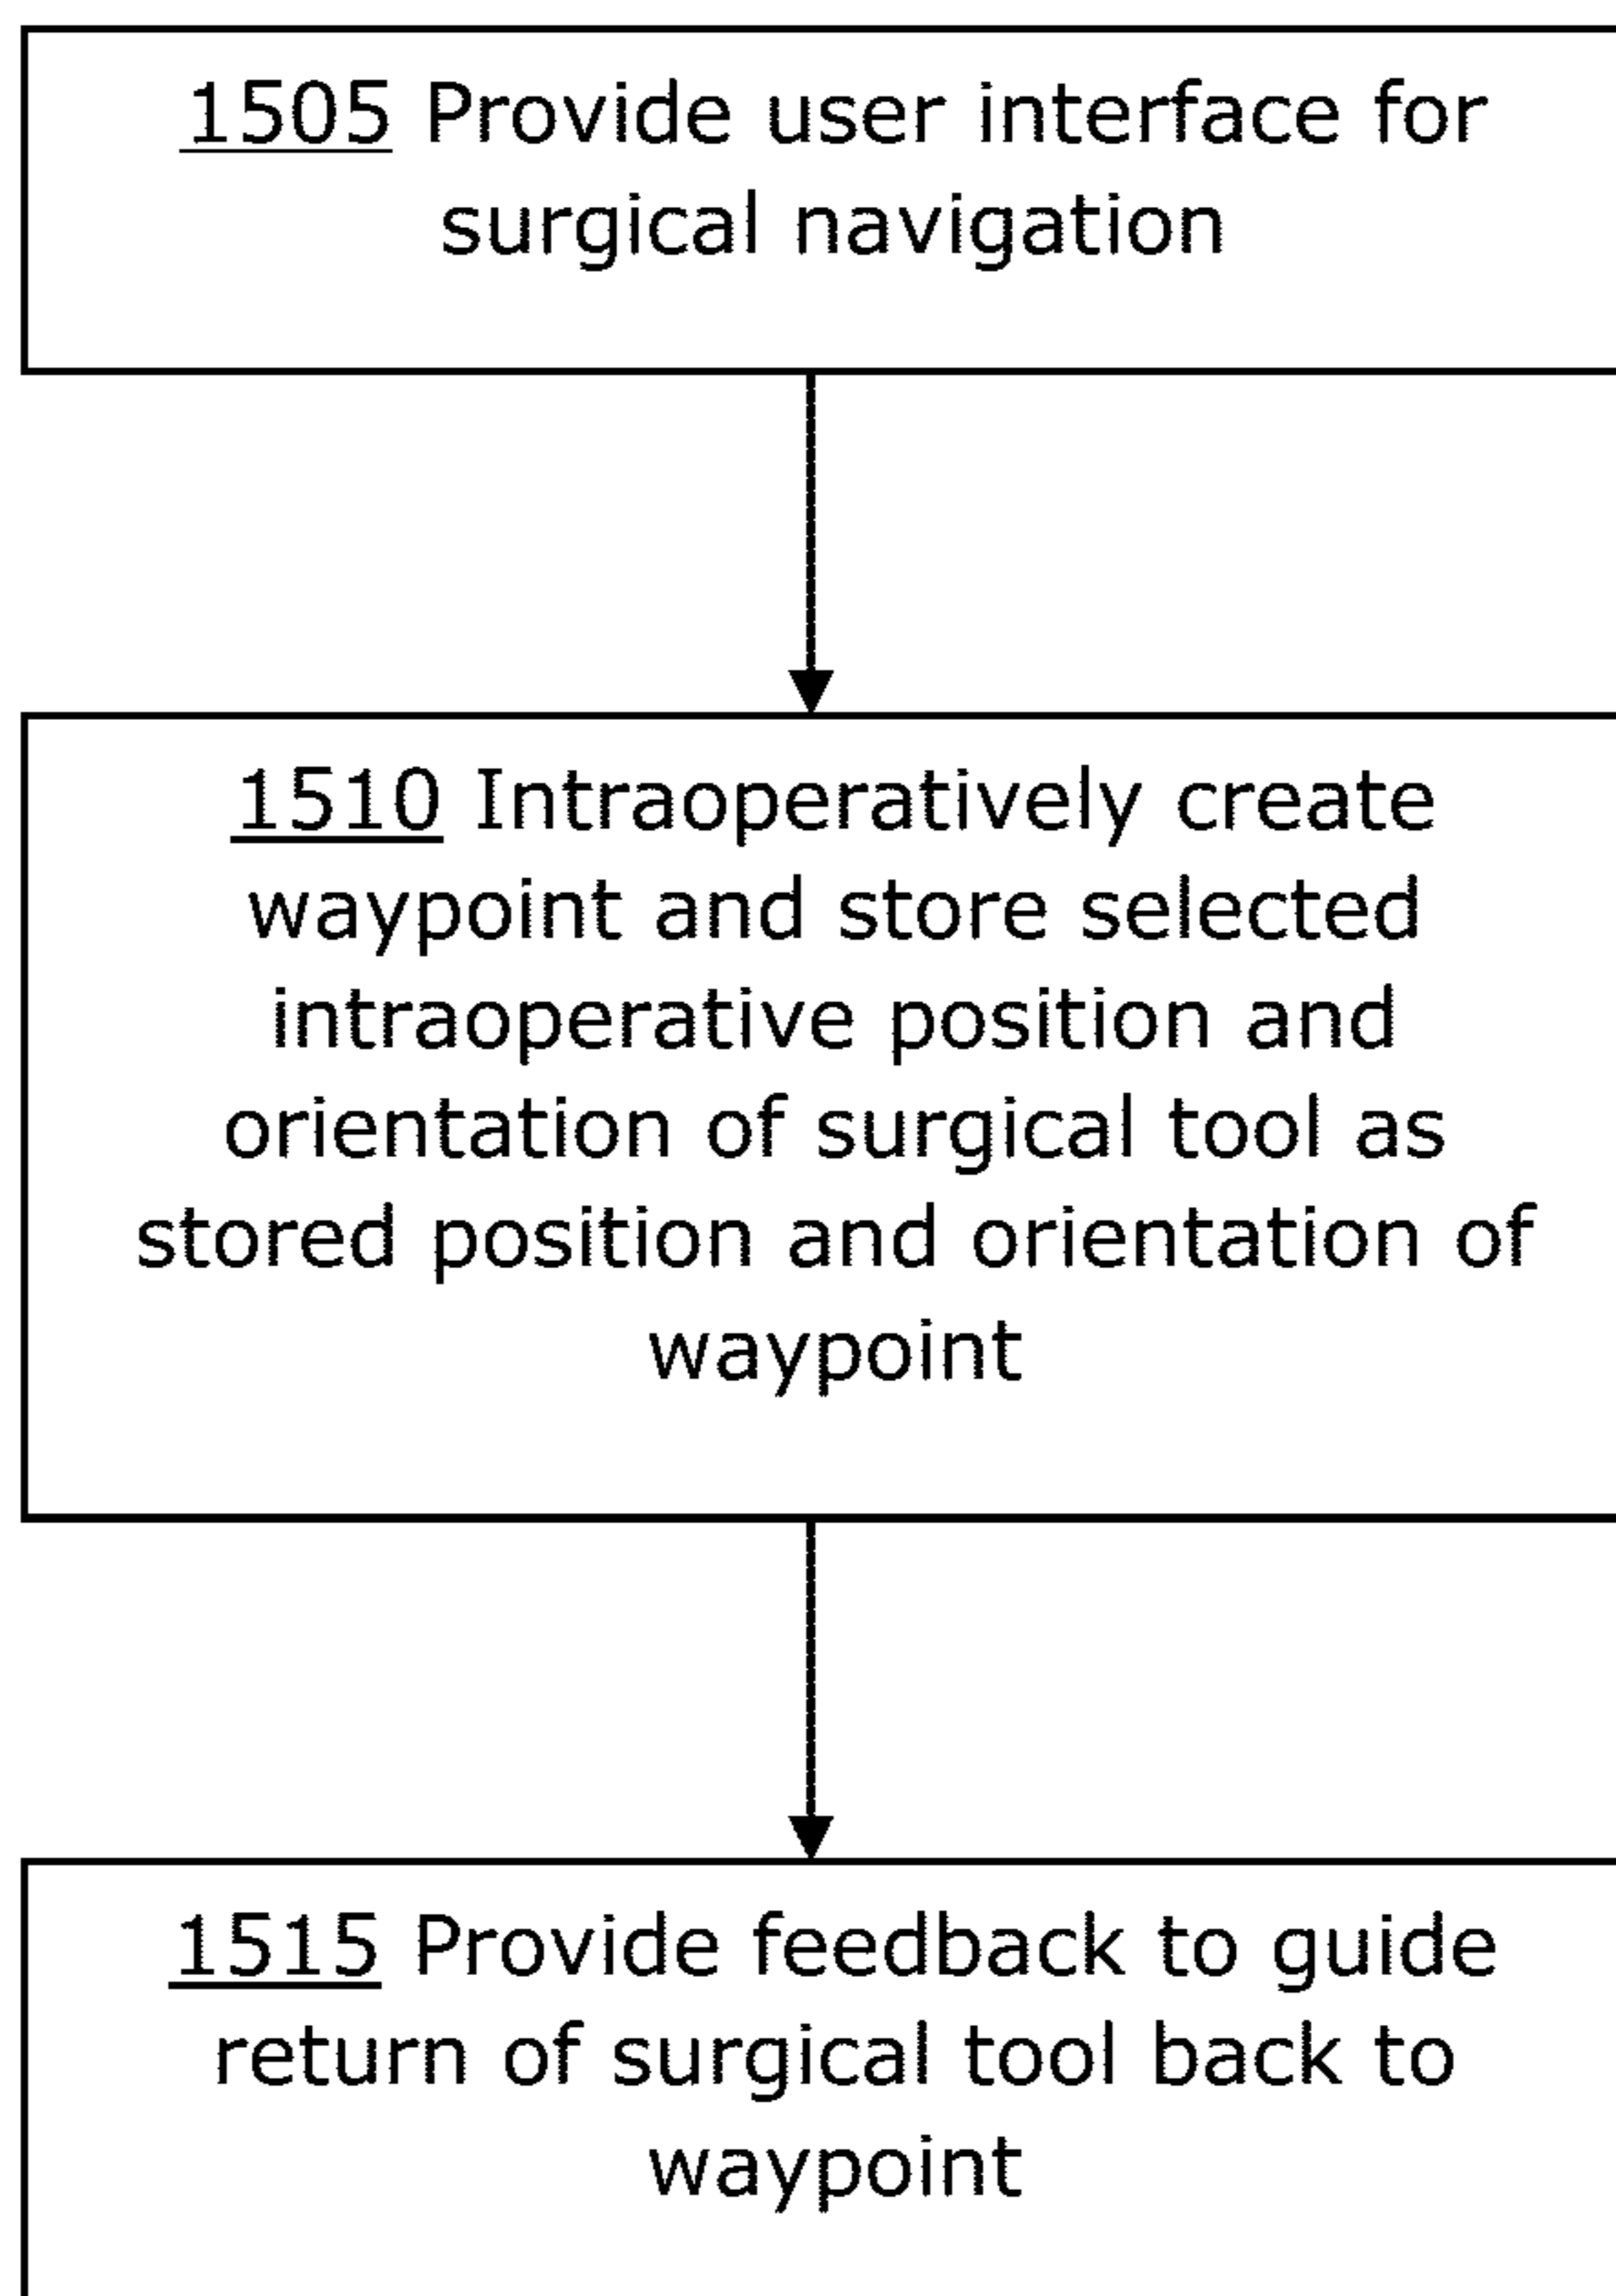 1505 Provide user interface for
surgical navigation
1510 Intraoperatively create
waypoint and store selected
intraoperative position and
orientation of surgical tool as
stored position and orientation of
waypoint
1515 Provide feedback to guide
return of surgical tool back to
waypoint